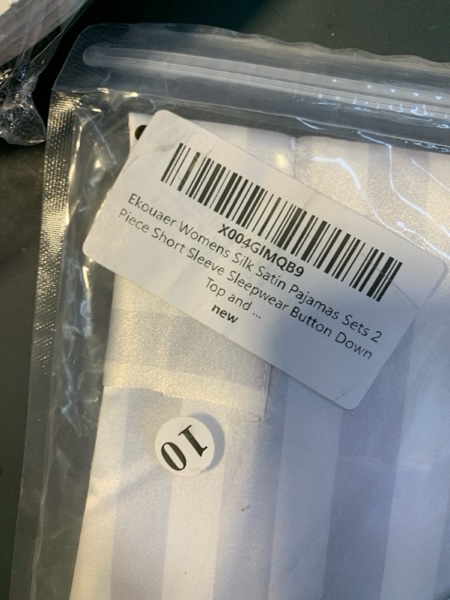 X004GIMQB9
Ekouaer Womens Silk Satin Pajamas Sets 2
Piece Short Sleeve Sleepwear Button Down
Top and ...
new
10